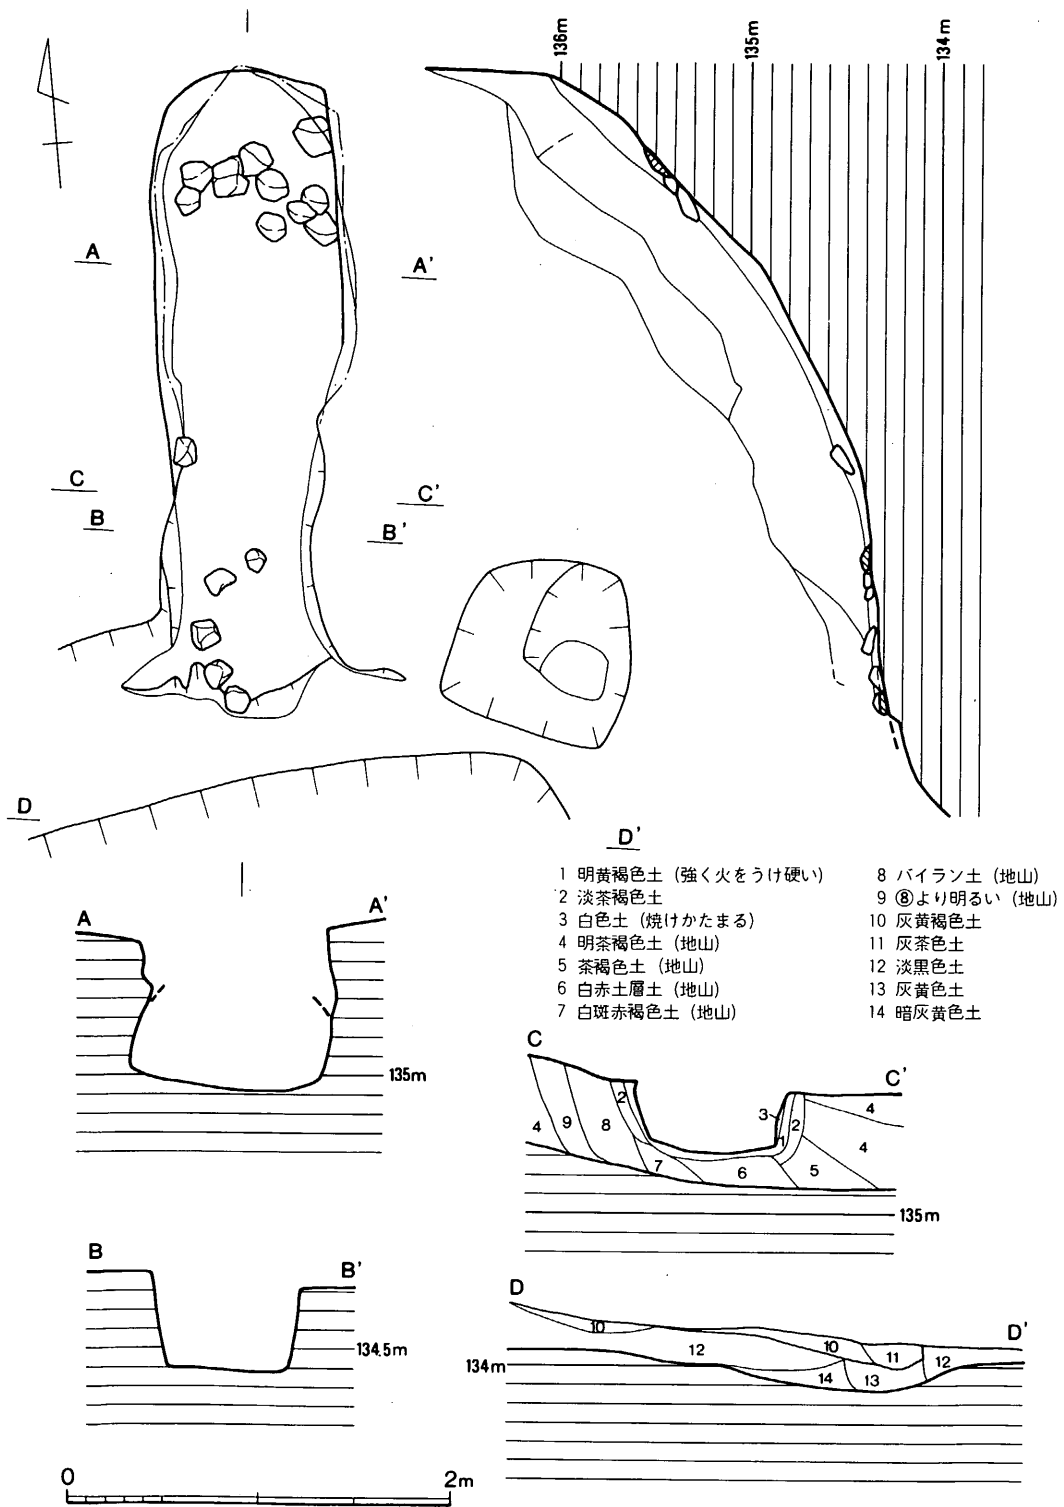 136m
135m
134m
A
A'
C
C'
B
B'
D
D'
1 明黄褐色土 (強く火をうけ硬い)
2 淡茶褐色土
3 白色土 (焼けかたまる)
4 明茶褐色土 (地山)
5 茶褐色土 (地山)
6 白赤土層土 (地山)
7 白斑赤褐色土 (地山)
8 バイラン土 (地山)
9 ⑧より明るい (地山)
10 灰黄褐色土
11 灰茶色土
12 淡黒色土
13 灰黄色土
14 暗灰黄色土
A
A'
135m
C
C'
2
3
2
1
4
4
9
8
4
7
6
5
135m
B
B'
134.5m
D
D'
10
12
10
11
12
14
13
134m
0
2m